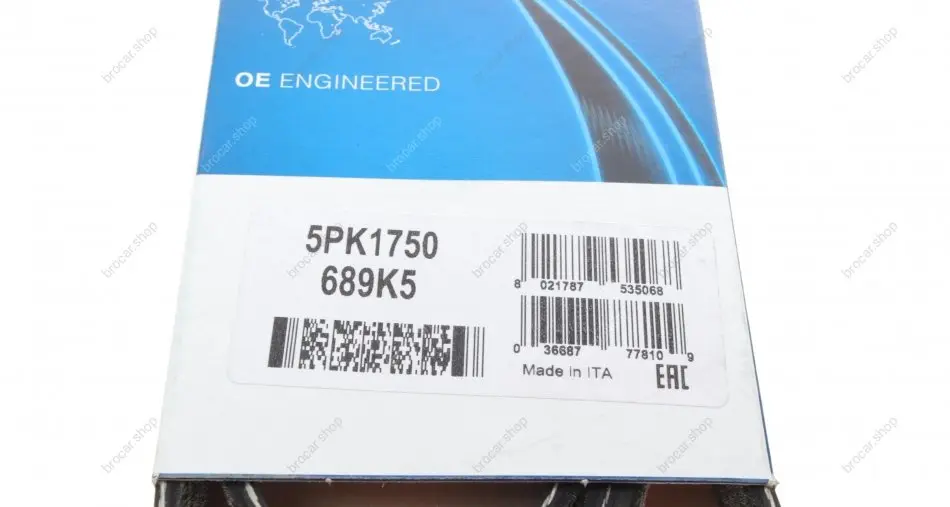 OE ENGINEERED
5PK1750
689K5
8 021787 535068
0 36687 77810 9
Made in ITA
EAC
brocar.shop